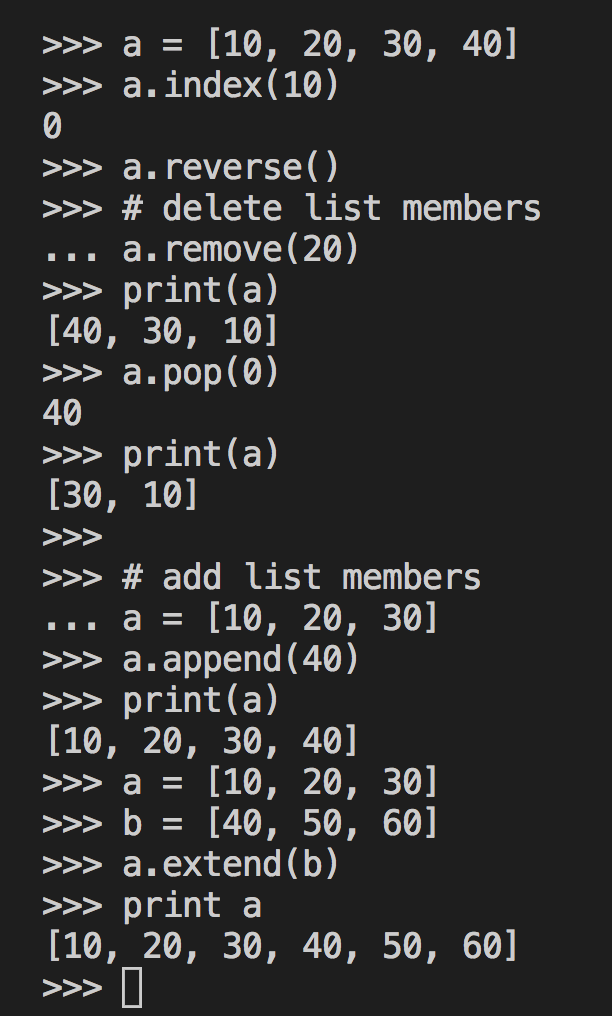 >>> a = [10, 20, 30, 40]
>>> a.index(10)
0
>>> a.reverse()
>>> # delete list members
... a.remove(20)
>>> print(a)
[40, 30, 10]
>>> a.pop(0)
40
>>> print(a)
[30, 10]
>>>
>>> # add list members
... a = [10, 20, 30]
>>> a.append(40)
>>> print(a)
[10, 20, 30, 40]
>>> a = [10, 20, 30]
>>> b = [40, 50, 60]
>>> a.extend(b)
>>> print a
[10, 20, 30, 40, 50, 60]
>>>